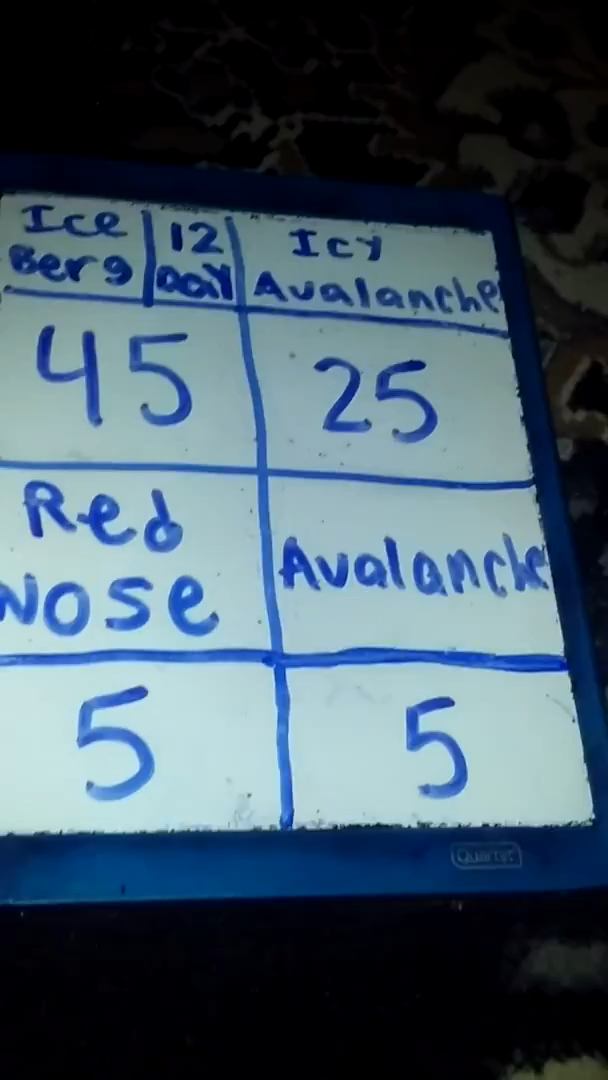 Ice
Berg
12
Day
Icy
Avalanche
45
25
Red
Nose
Avalanche
5
5
Quartet